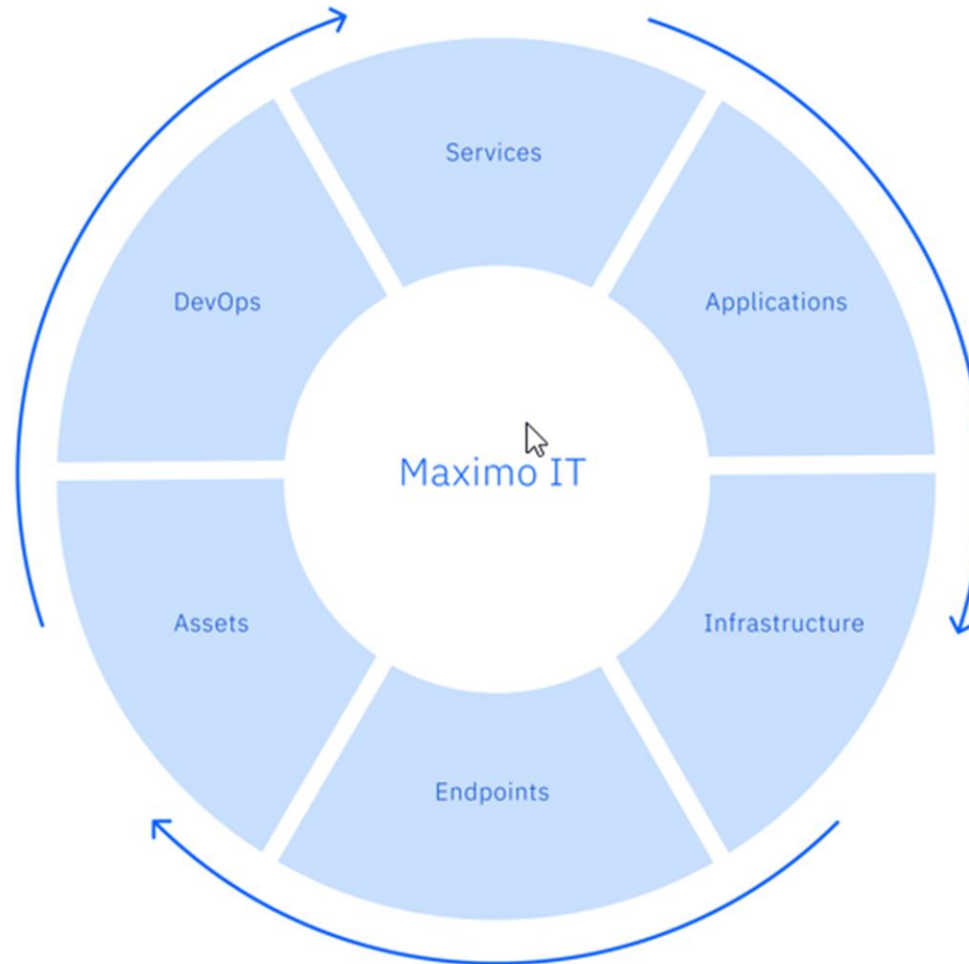 Services
DevOps
Applications
Maximo IT
Assets
Infrastructure
Endpoints